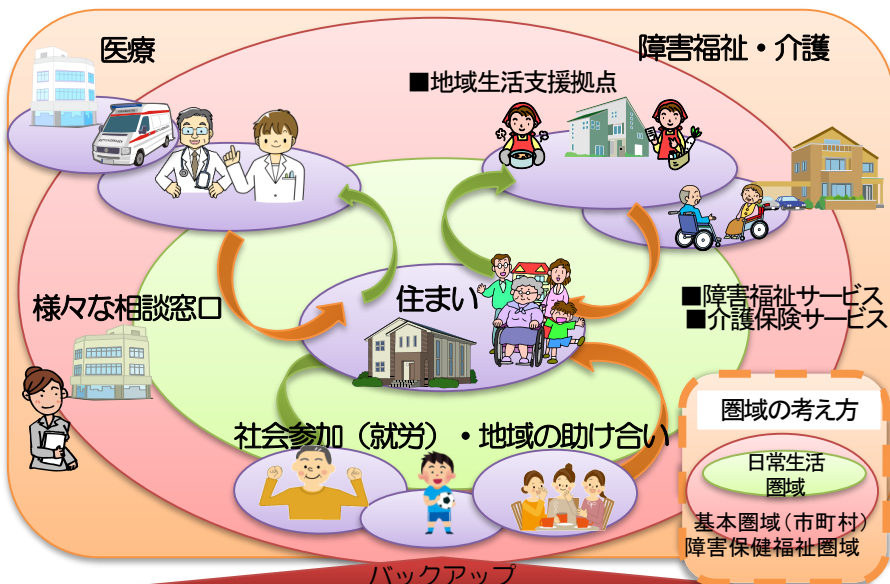 医療
障害福祉・介護
■地域生活支援拠点
様々な相談窓口
住まい
■障害福祉サービス
■介護保険サービス
社会参加（就労）・地域の助け合い
圏域の考え方
日常生活
圏域
基本圏域（市町村）
障害保健福祉圏域
バックアップ